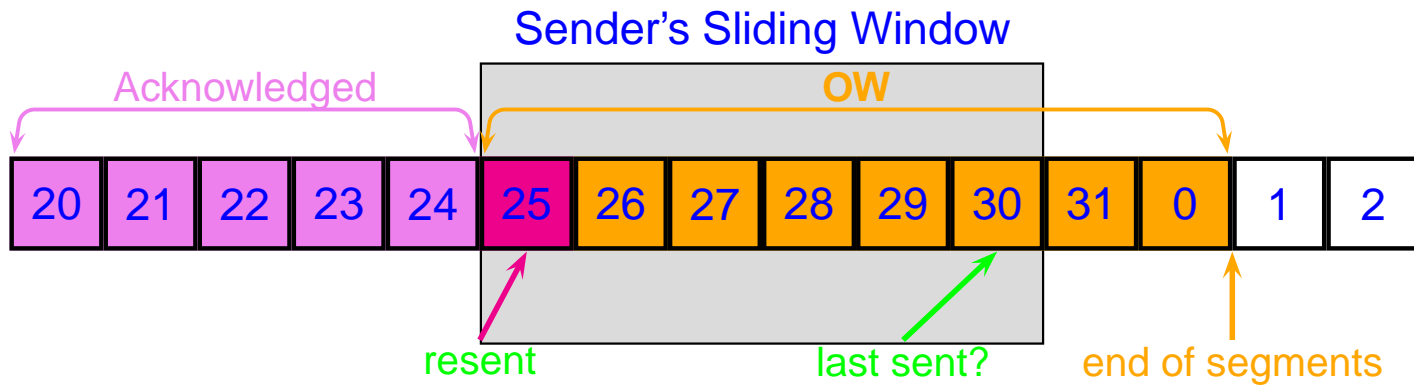 Sender’s Sliding Window
Acknowledged OW
20 21 22 23 24 25 26 27 28 29 30 31 0 1 2
resent last sent? end of segments